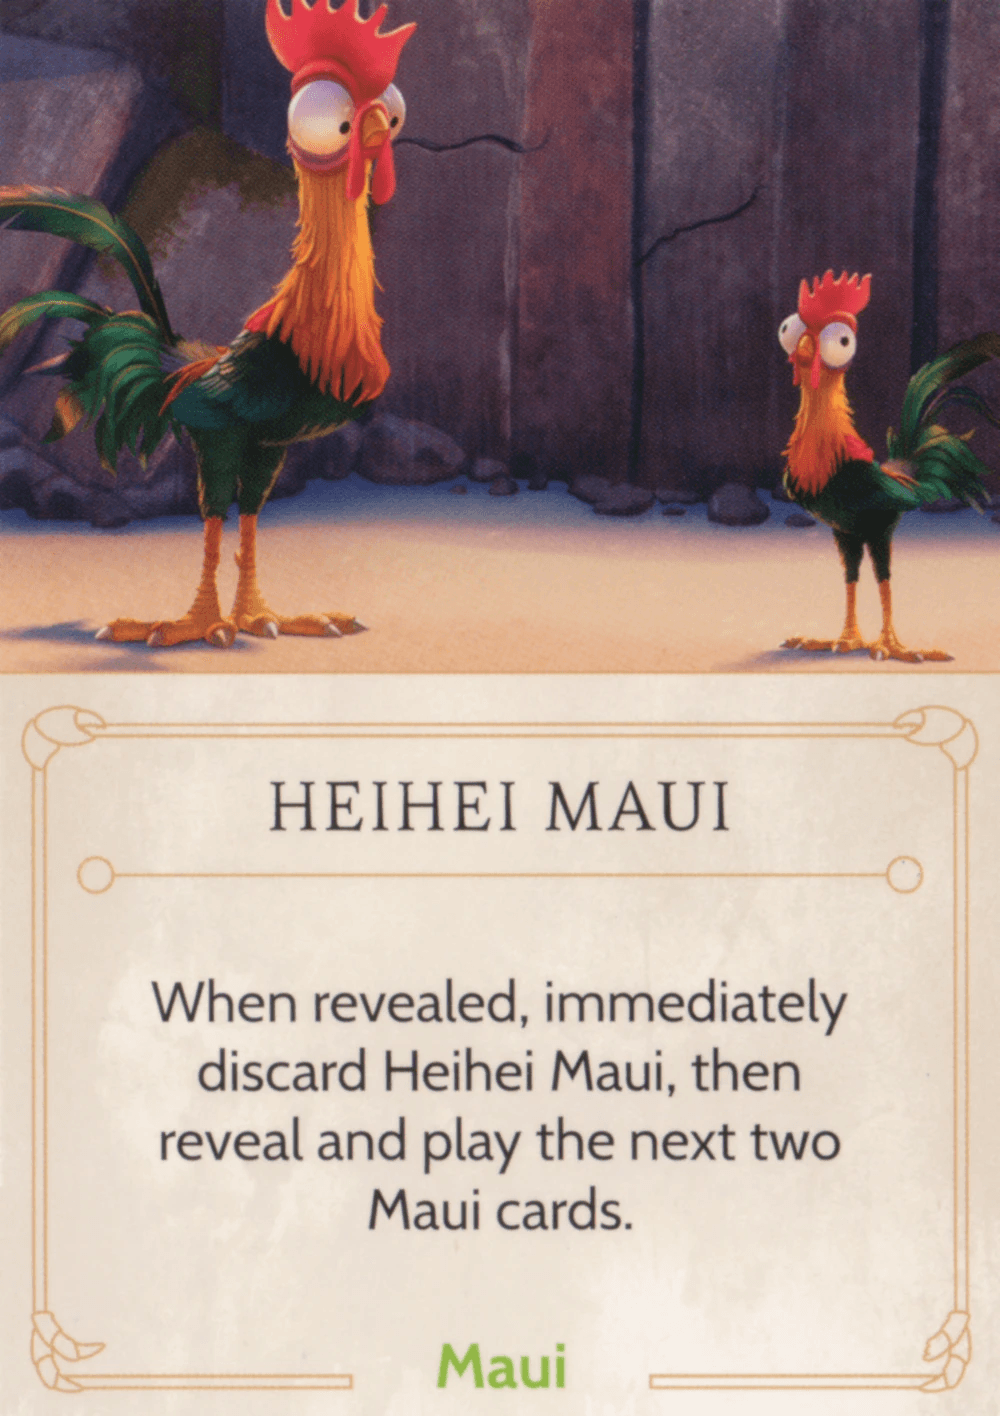 HEIHEI MAUI
When revealed, immediately
discard Heihei Maui, then
reveal and play the next two
Maui cards.
Maui